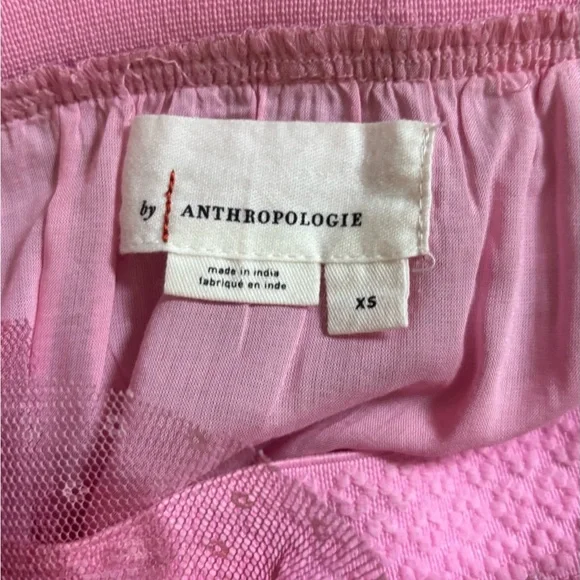 by ANTHROPOLOGIE
made in india
fabriqué en inde
XS